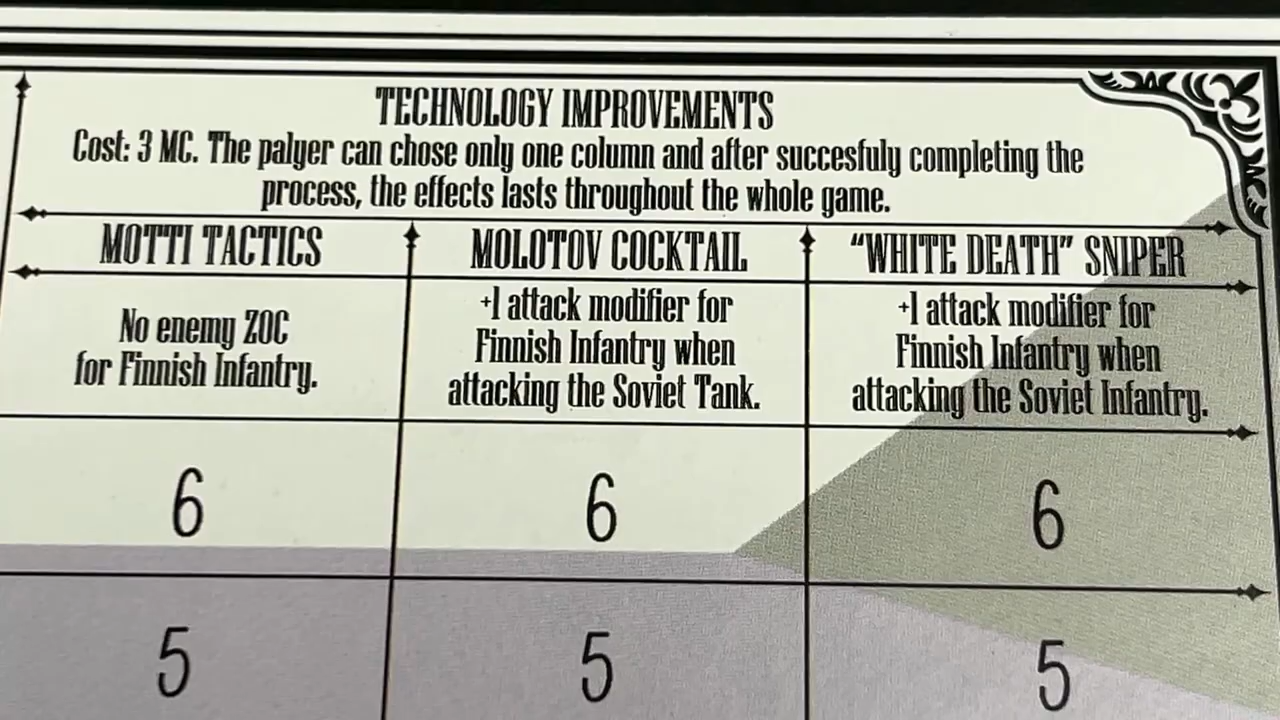 TECHNOLOGY IMPROVEMENTS
Cost: 3 MC. The palyer can chose only one column and after succesfuly completing the
process, the effects lasts throughout the whole game.
MOTTI TACTICS
No enemy ZOC
for Finnish Infantry.
6
5
MOLOTOV COCKTAIL
+1 attack modifier for
Finnish Infantry when
attacking the Soviet Tank.
6
5
“WHITE DEATH” SNIPER
+1 attack modifier for
Finnish Infantry when
attacking the Soviet Infantry.
6
5